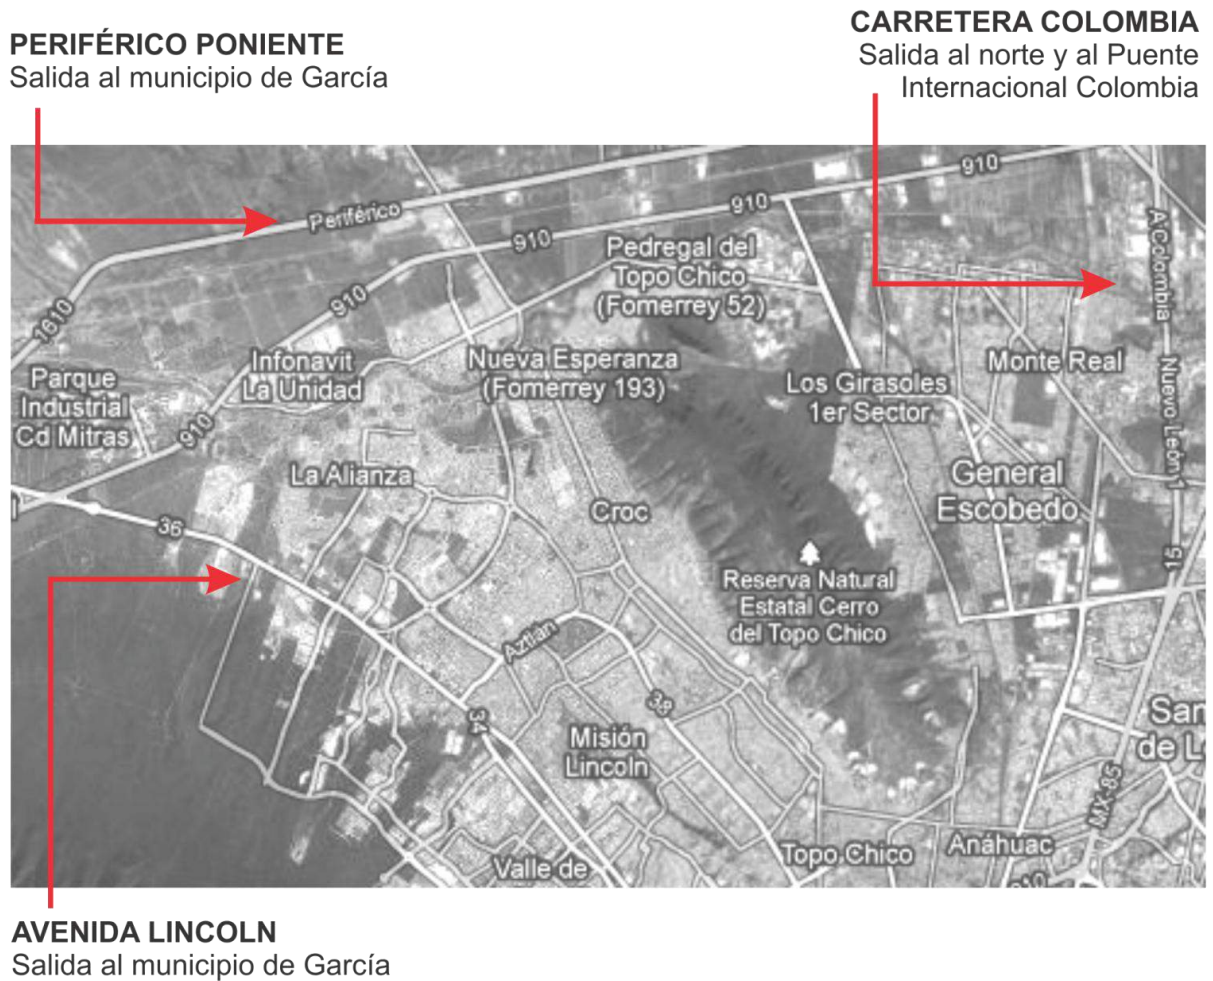 PERIFÉRICO PONIENTE
Salida al municipio de García
CARRETERA COLOMBIA
Salida al norte y al Puente
Internacional Colombia
910
910
Periférico
910
910
1610
910
A Colombia
Nuevo León 1
Pedregal del
Topo Chico
(Fomerrey 52)
Infonavit
La Unidad
Nueva Esperanza
(Fomerrey 193)
Los Girasoles
1er Sector
Monte Real
Parque
Industrial
Cd Mitras
La Alianza
General
Escobedo
Croc
36
15
Reserva Natural
Estatal Cerro
del Topo Chico
Aztlán
38
34
Misión
Lincoln
San
de L
MX-85
Valle de
Topo Chico
Anáhuac
AVENIDA LINCOLN
Salida al municipio de García